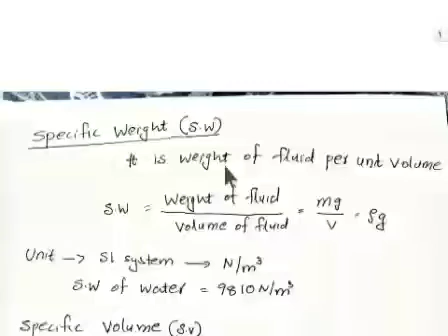 Specific Weight (S.W)
It is weight of fluid per unit volume
S.W = Weight of fluid / Volume of fluid = mg / V = ρg
Unit → SI system → N/m³
S.W of water = 9810 N/m³
Specific Volume (S.V)